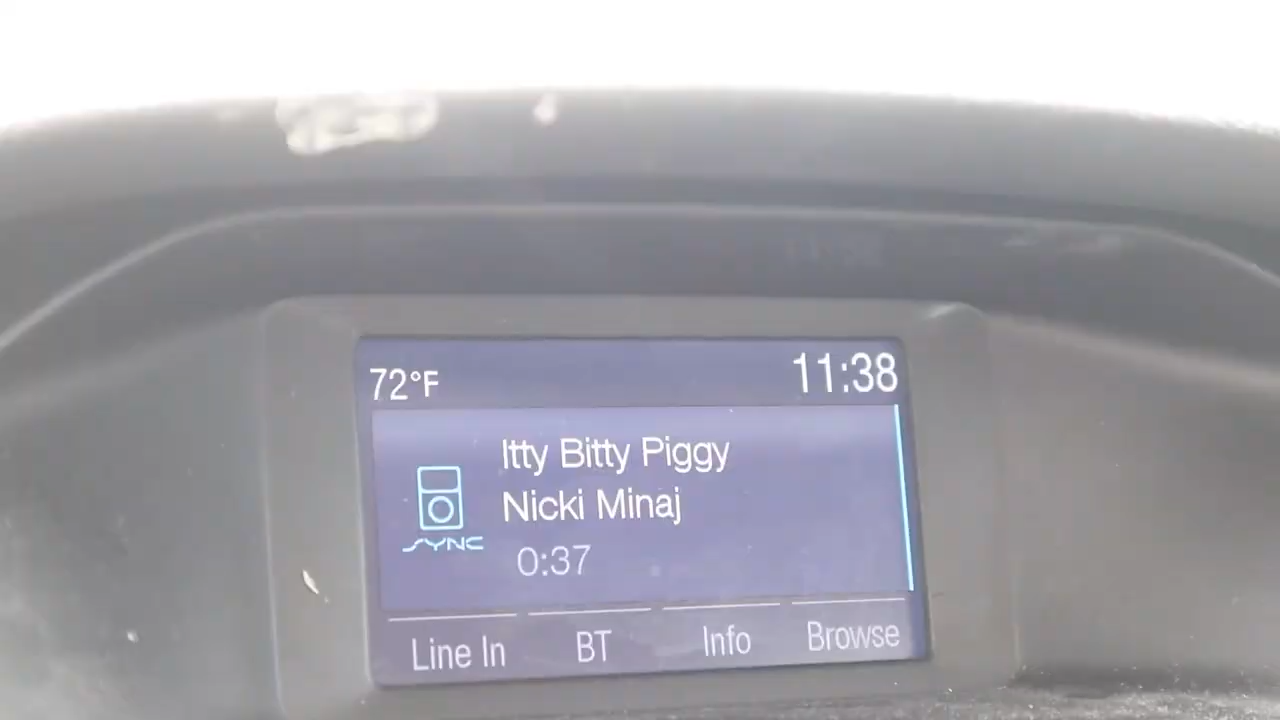 72°F 11:38
Itty Bitty Piggy
Nicki Minaj
SYNC
0:37
Line In BT Info Browse